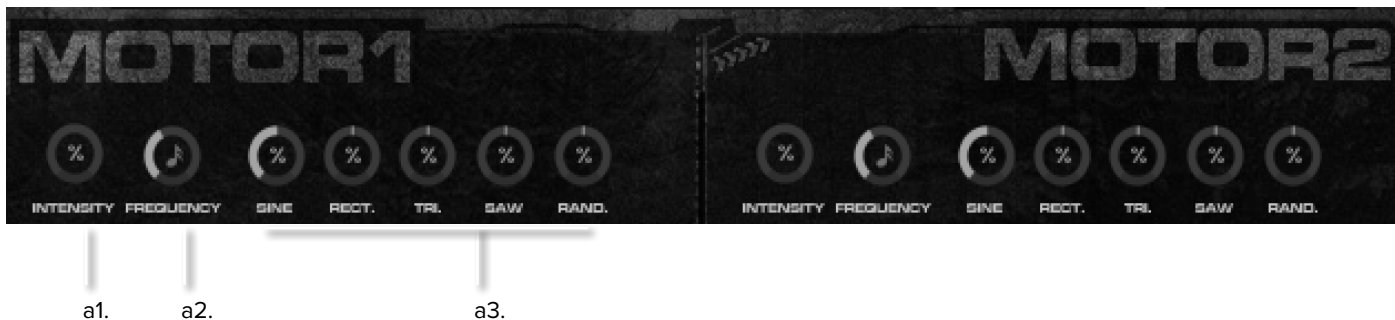 MOTOR1 MOTOR2
% % % % % % % % % % % %
INTENSITY FREQUENCY SINE RECT. TRI. SAW RAND. INTENSITY FREQUENCY SINE RECT. TRI. SAW RAND.
a1. a2. a3.